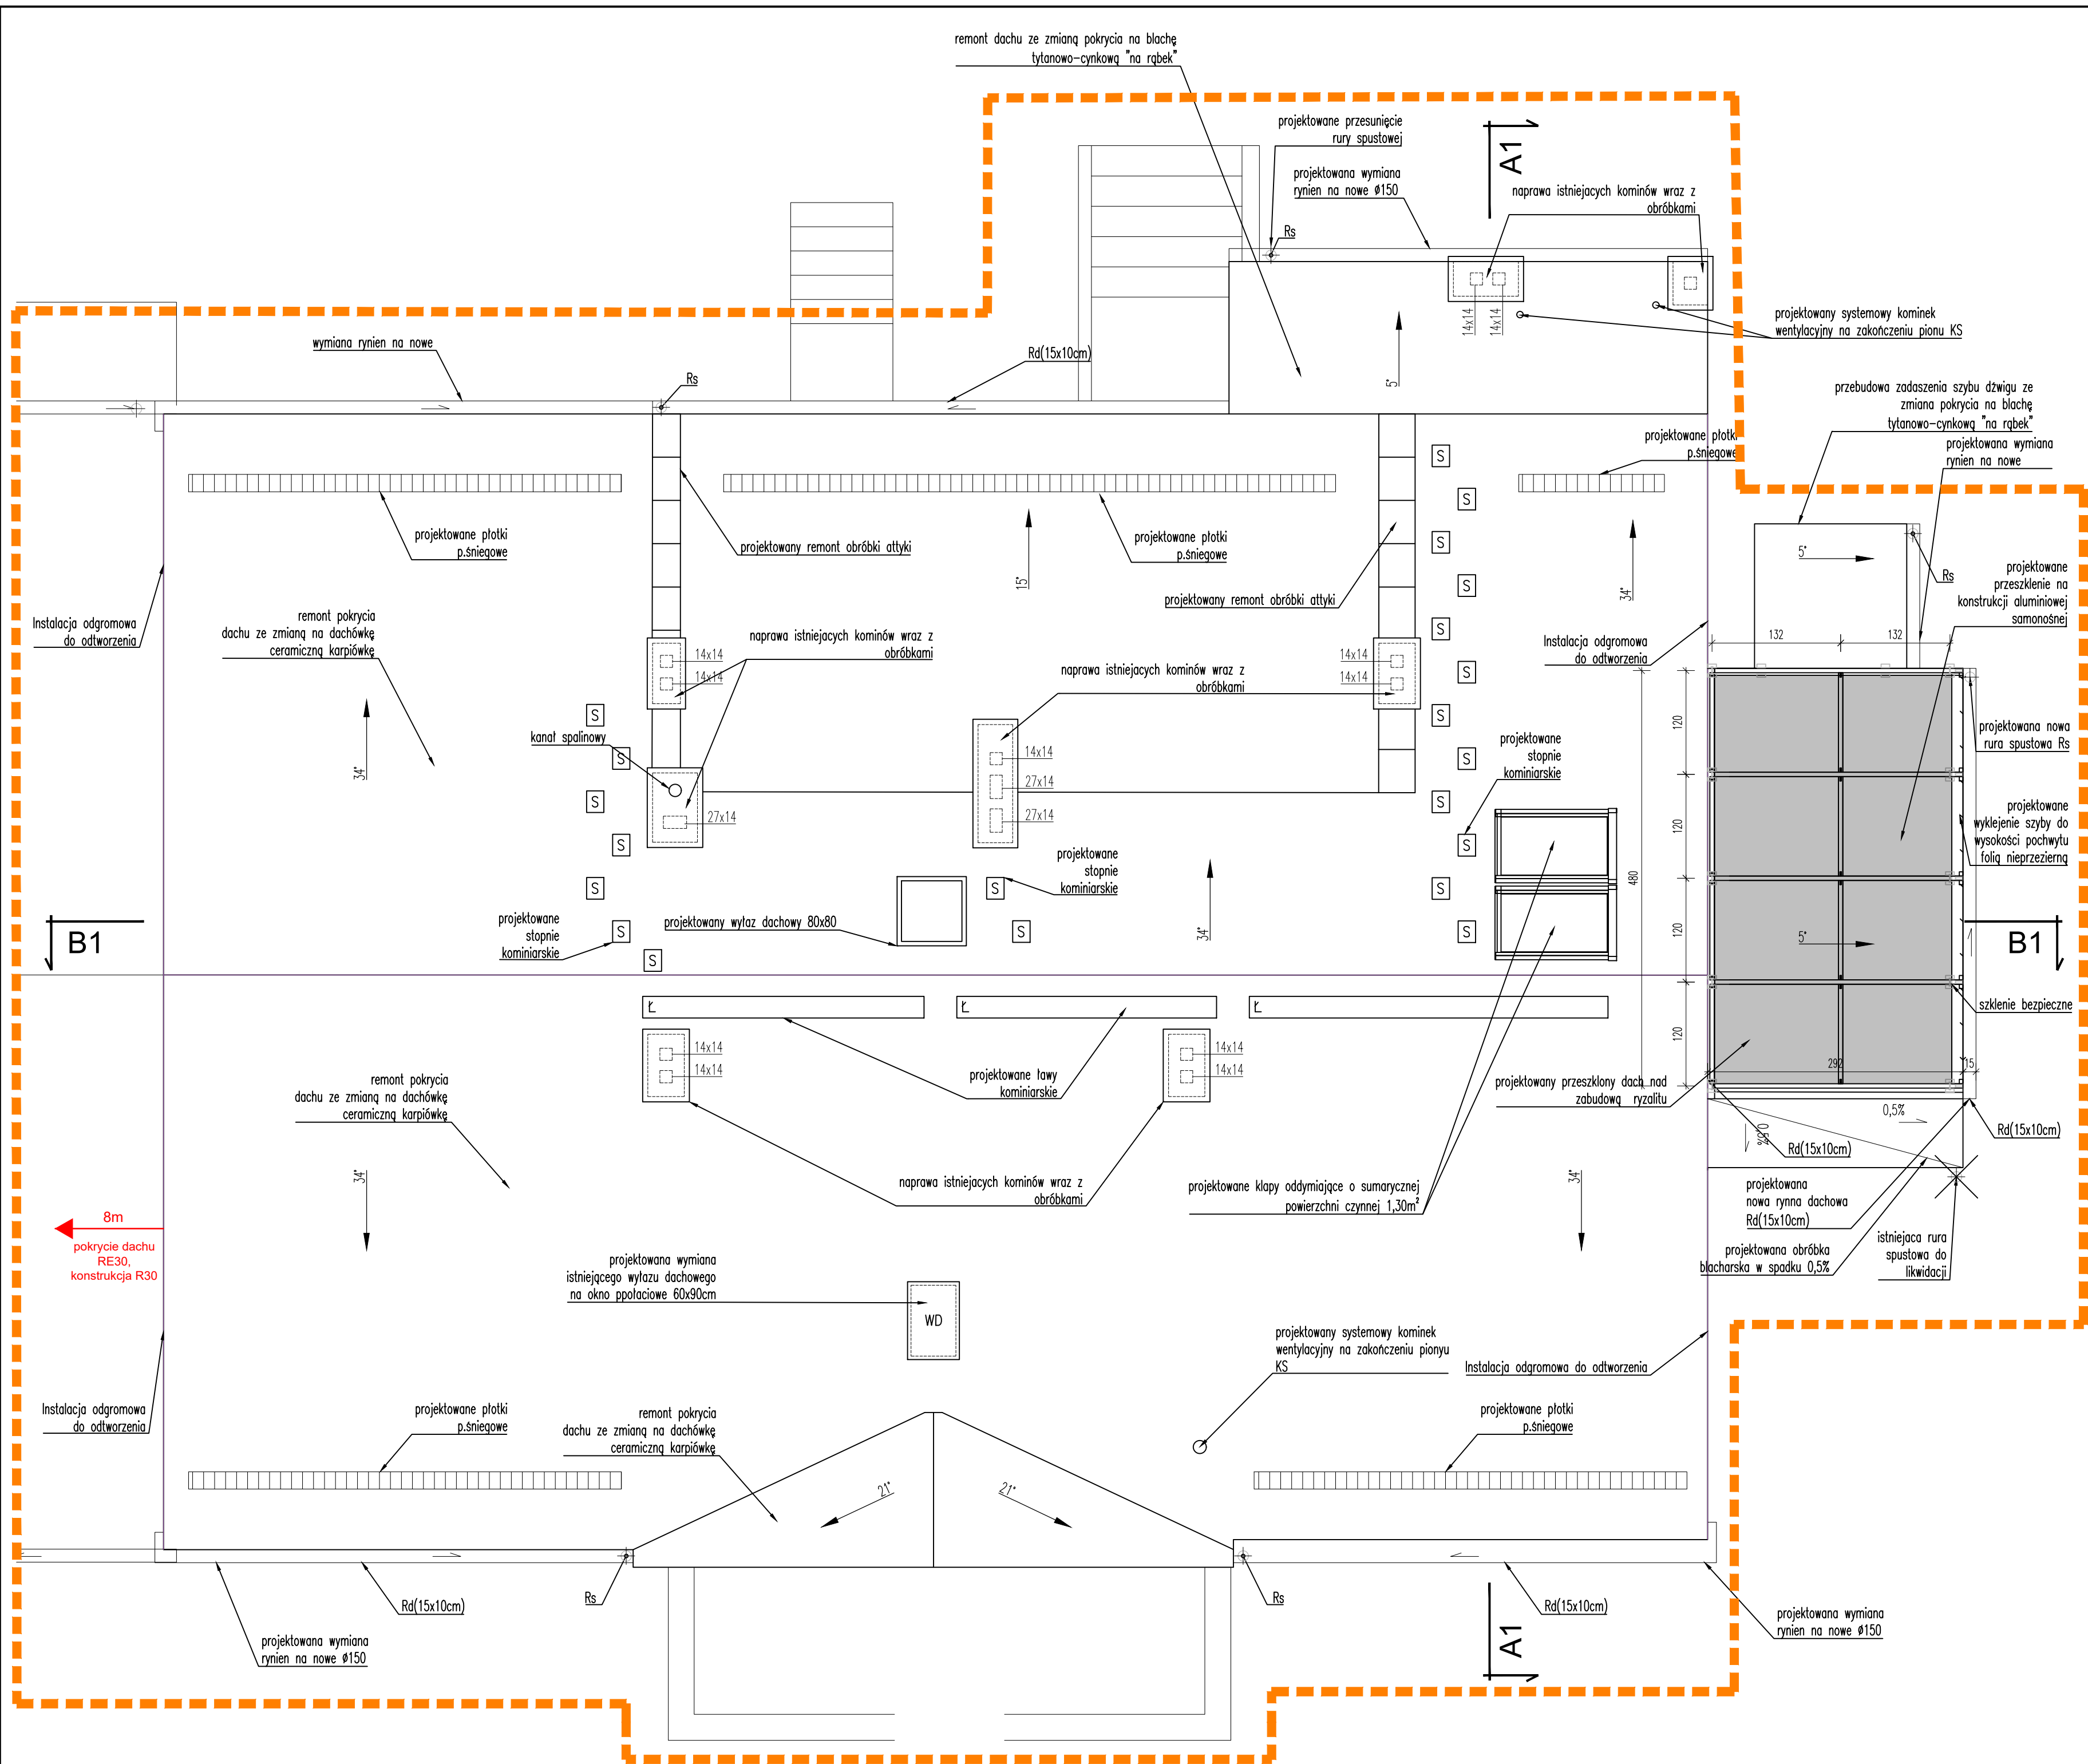 remont dachu ze zmianą pokrycia na blachę
tytanowo-cynkową "na rąbek"
projektowane przesunięcie
rury spustowej
A1
projektowana wymiana
rynien na nowe ø150
naprawa istniejacych kominów wraz z
obróbkami
Rs
14x14
14x14
5°
projektowany systemowy kominek
wentylacyjny na zakończeniu pionu KS
wymiana rynien na nowe
Rs
Rd(15x10cm)
przebudowa zadaszenia szybu dźwigu ze
zmiana pokrycia na blachę
tytanowo-cynkową "na rąbek"
projektowane płotki
p.śniegowe
projektowana wymiana
rynien na nowe
S
S
S
S
S
S
S
S
S
S
S
S
projektowane płotki
p.śniegowe
projektowany remont obróbki attyki
projektowane płotki
p.śniegowe
15°
34°
5°
Rs
projektowane
przeszklenie na
konstrukcji aluminiowej
samonośnej
projektowany remont obróbki attyki
Instalacja odgromowa
do odtworzenia
remont pokrycia
dachu ze zmianą na dachówkę
ceramiczną karpiówkę
naprawa istniejacych kominów wraz z
obróbkami
14x14
14x14
naprawa istniejacych kominów wraz z
obróbkami
14x14
14x14
Instalacja odgromowa
do odtworzenia
132
132
34°
kanał spalinowy
S
S
S
S
S
S
S
27x14
14x14
27x14
27x14
projektowane
stopnie
kominiarskie
120
120
120
120
480
projektowana nowa
rura spustowa Rs
projektowane
wyklejenie szyby do
wysokości pochwytu
folią nieprzezierną
projektowane
stopnie
kominiarskie
S
S
projektowane
stopnie
kominiarskie
projektowany wyłaz dachowy 80x80
34°
B1
5°
B1
szklenie bezpieczne
Ł
Ł
Ł
14x14
14x14
14x14
14x14
projektowane ławy
kominiarskie
292
15
projektowany przeszklony dach nad
zabudową ryzalitu
remont pokrycia
dachu ze zmianą na dachówkę
ceramiczną karpiówkę
0,5%
0,5%
Rd(15x10cm)
Rd(15x10cm)
34°
naprawa istniejacych kominów wraz z
obróbkami
projektowane klapy oddymiające o sumarycznej
powierzchni czynnej 1,30m²
34°
projektowana
nowa rynna dachowa
Rd(15x10cm)
projektowana obróbka
blacharska w spadku 0,5%
istniejaca rura
spustowa do
likwidacji
8m
pokrycie dachu
RE30,
konstrukcja R30
projektowana wymiana
istniejącego wyłazu dachowego
na okno ppołaciowe 60x90cm
WD
projektowany systemowy kominek
wentylacyjny na zakończeniu pionyu
KS
Instalacja odgromowa do odtworzenia
Instalacja odgromowa
do odtworzenia
projektowane płotki
p.śniegowe
remont pokrycia
dachu ze zmianą na dachówkę
ceramiczną karpiówkę
projektowane płotki
p.śniegowe
21°
21°
Rs
Rs
Rd(15x10cm)
Rd(15x10cm)
projektowana wymiana
rynien na nowe ø150
A1
projektowana wymiana
rynien na nowe ø150